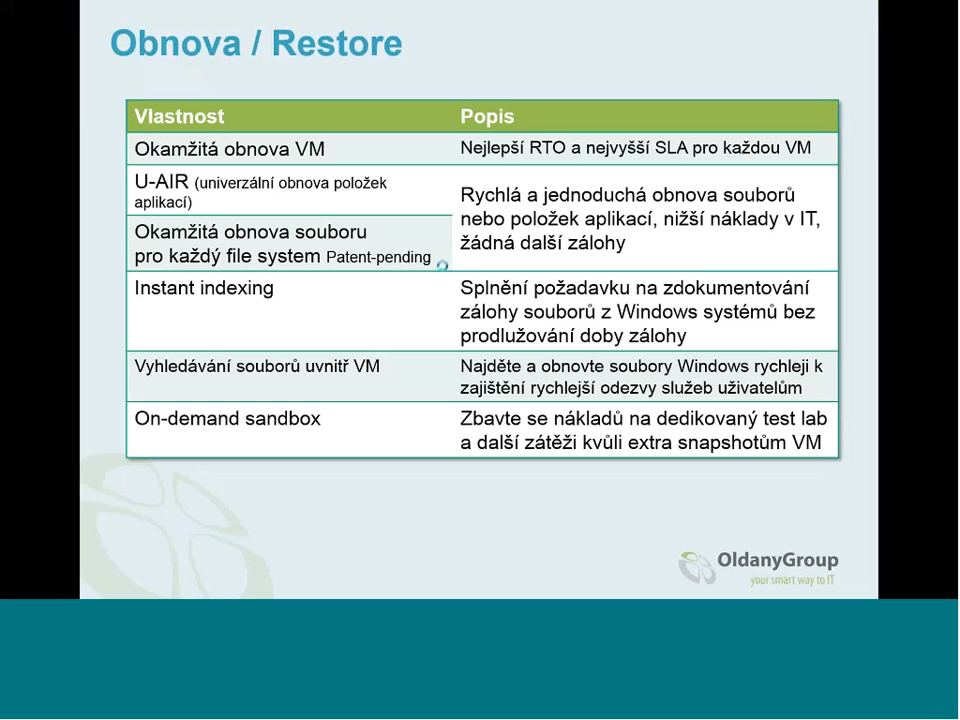 Obnova / Restore
Vlastnost
Popis
Okamžitá obnova VM
Nejlepší RTO a nejvyšší SLA pro každou VM
U-AIR (univerzální obnova položek
aplikací)
Rychlá a jednoduchá obnova souborů
nebo položek aplikací, nižší náklady v IT,
žádná další zálohy
Okamžitá obnova souboru
pro každý file system Patent-pending
Instant indexing
Splnění požadavku na zdokumentování
zálohy souborů z Windows systémů bez
prodlužování doby zálohy
Vyhledávání souborů uvnitř VM
Najděte a obnovte soubory Windows rychleji k
zajištění rychlejší odezvy služeb uživatelům
On-demand sandbox
Zbavte se nákladů na dedikovaný test lab
a další zátěži kvůli extra snapshotům VM
OldanyGroup
your smart way to IT